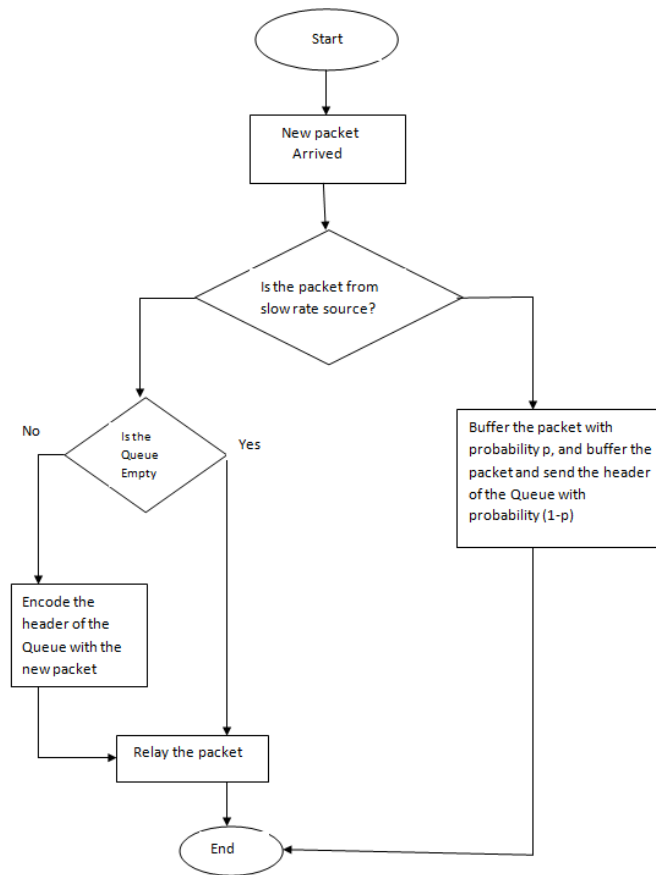 Start
New packet
Arrived
Is the packet from
slow rate source?
No
Is the
Queue
Empty
Yes
Buffer the packet with
probability p, and buffer the
packet and send the header
of the Queue with
probability (1-p)
Encode the
header of the
Queue with the
new packet
Relay the packet
End